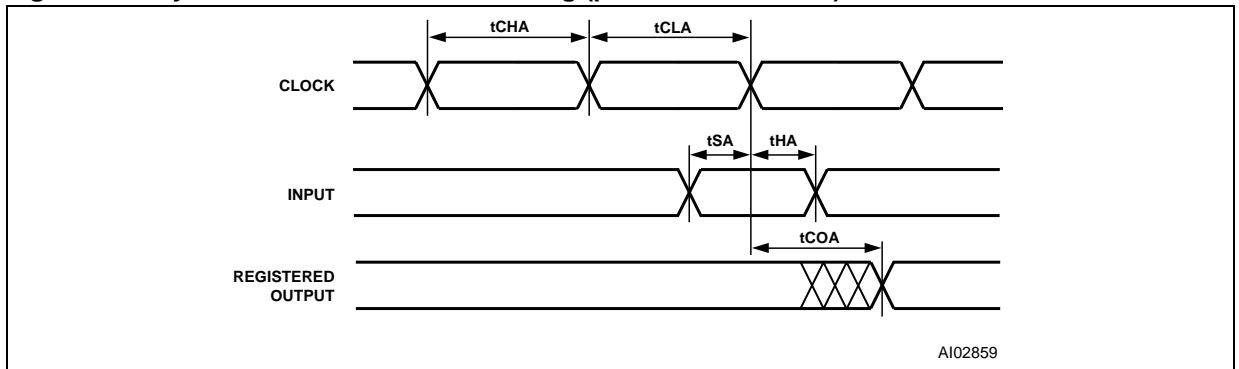 tCHA
tCLA
CLOCK
tSA
tHA
INPUT
tCOA
REGISTERED
OUTPUT
AI02859